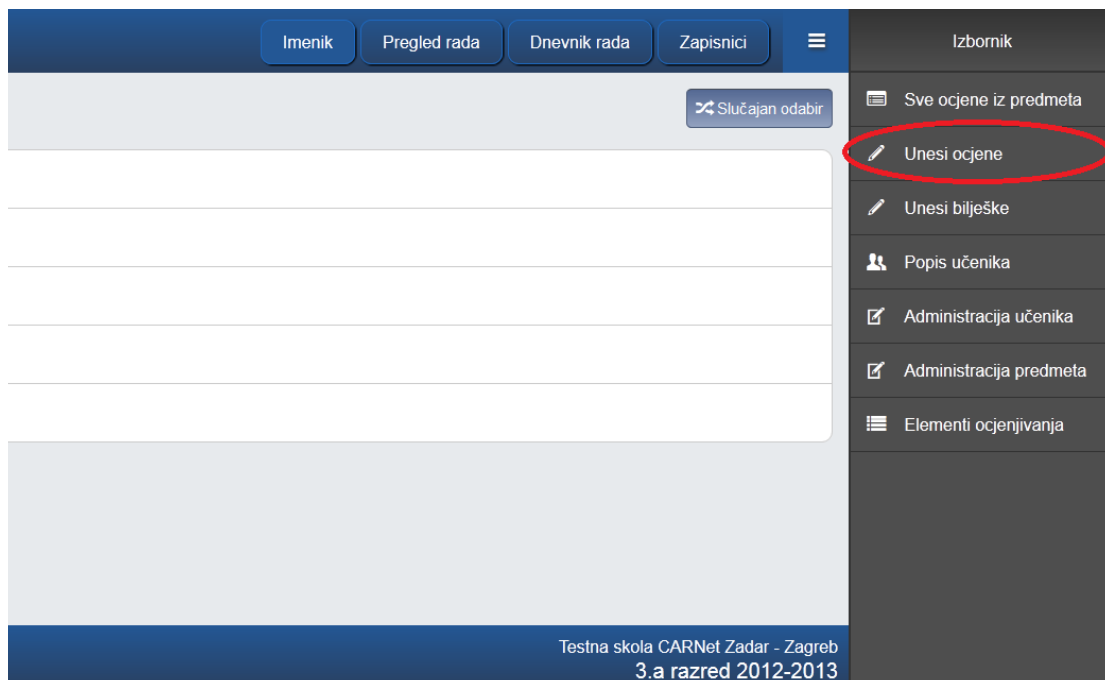 Imenik Pregled rada Dnevnik rada Zapisnici
Slučajan odabir
Izbornik
Sve ocjene iz predmeta
Unesi ocjene
Unesi bilješke
Popis učenika
Administracija učenika
Administracija predmeta
Elementi ocjenjivanja
Testna skola CARNet Zadar - Zagreb
3.a razred 2012-2013